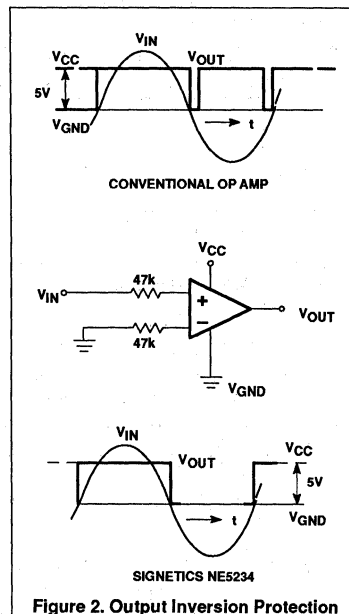 VIN
VCC
VOUT
5V
VGND
t
CONVENTIONAL OP AMP
VCC
47k
VIN
+
VOUT
−
47k
VGND
VIN
VOUT
VCC
5V
VGND
t
SIGNETICS NE5234
Figure 2. Output Inversion Protection